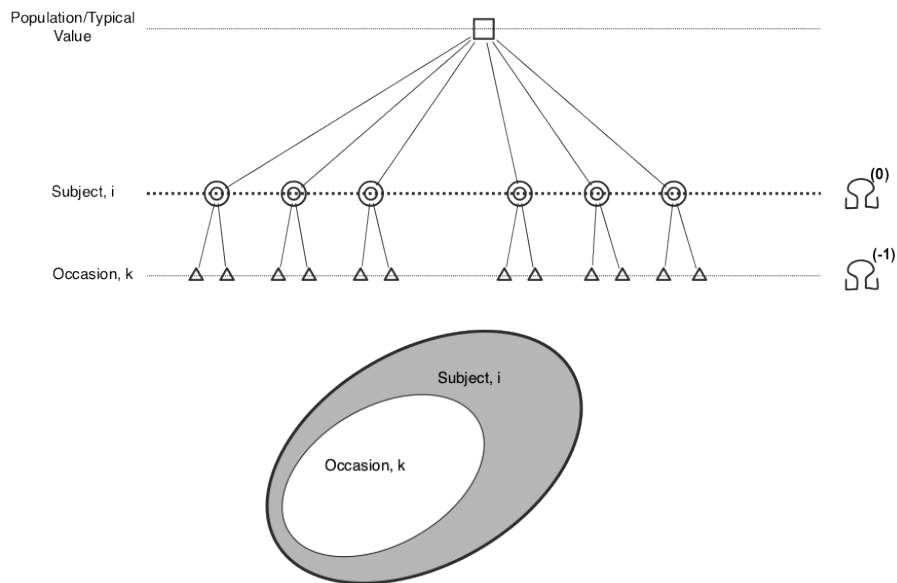 Population/Typical
Value
Subject, i
Ω(0)
Occasion, k
Ω(-1)
Subject, i
Occasion, k